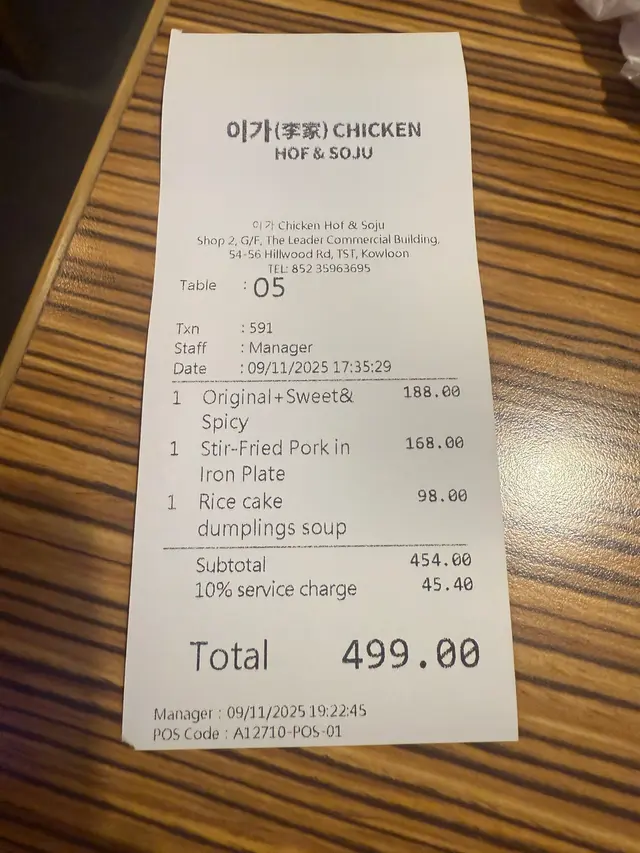 이가(李家) CHICKEN
HOF & SOJU
이가 Chicken Hof & Soju
Shop 2, G/F, The Leader Commercial Building,
54-56 Hillwood Rd, TST, Kowloon
TEL: 852 35963695
Table : 05
Txn : 591
Staff : Manager
Date : 09/11/2025 17:35:29
1 Original+Sweet& 188.00
Spicy
1 Stir-Fried Pork in 168.00
Iron Plate
1 Rice cake 98.00
dumplings soup
Subtotal 454.00
10% service charge 45.40
Total 499.00
Manager : 09/11/2025 19:22:45
POS Code : A12710-POS-01